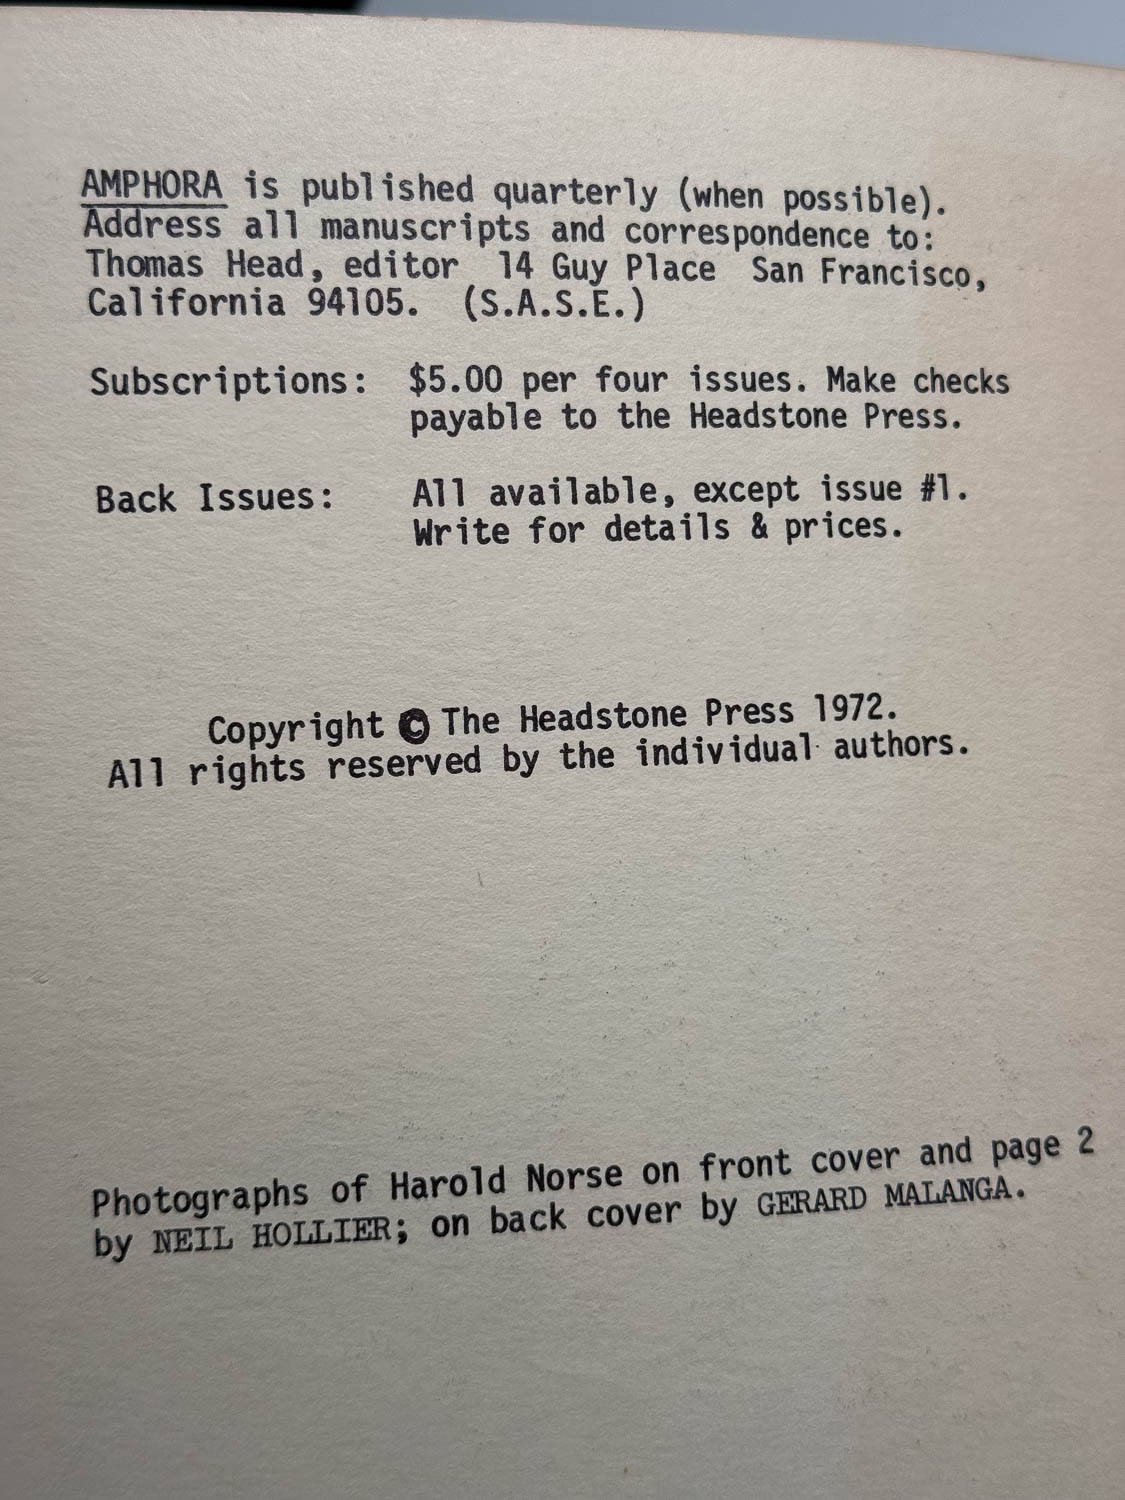 AMPHORA is published quarterly (when possible).
Address all manuscripts and correspondence to:
Thomas Head, editor 14 Guy Place San Francisco,
California 94105. (S.A.S.E.)
Subscriptions: $5.00 per four issues. Make checks
payable to the Headstone Press.
Back Issues: All available, except issue #1.
Write for details & prices.
Copyright © The Headstone Press 1972.
All rights reserved by the individual authors.
Photographs of Harold Norse on front cover and page 2
by NEIL HOLLIER; on back cover by GERARD MALANGA.